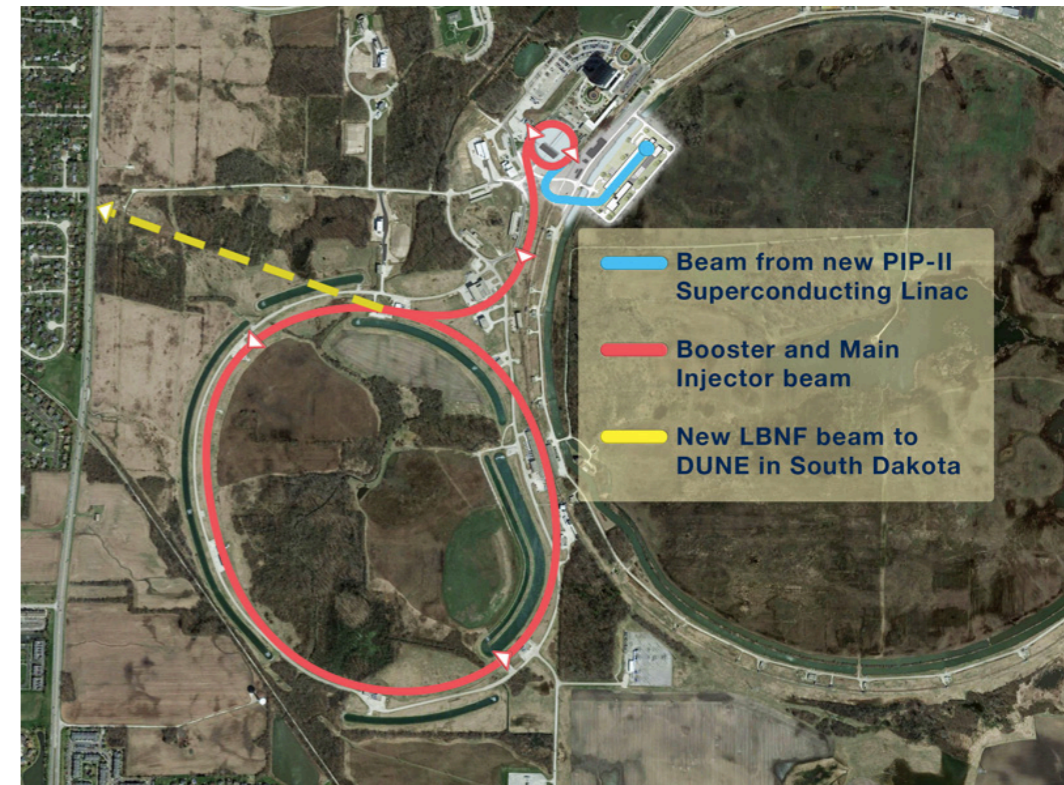 Beam from new PIP-II
Superconducting Linac
Booster and Main
Injector beam
New LBNF beam to
DUNE in South Dakota